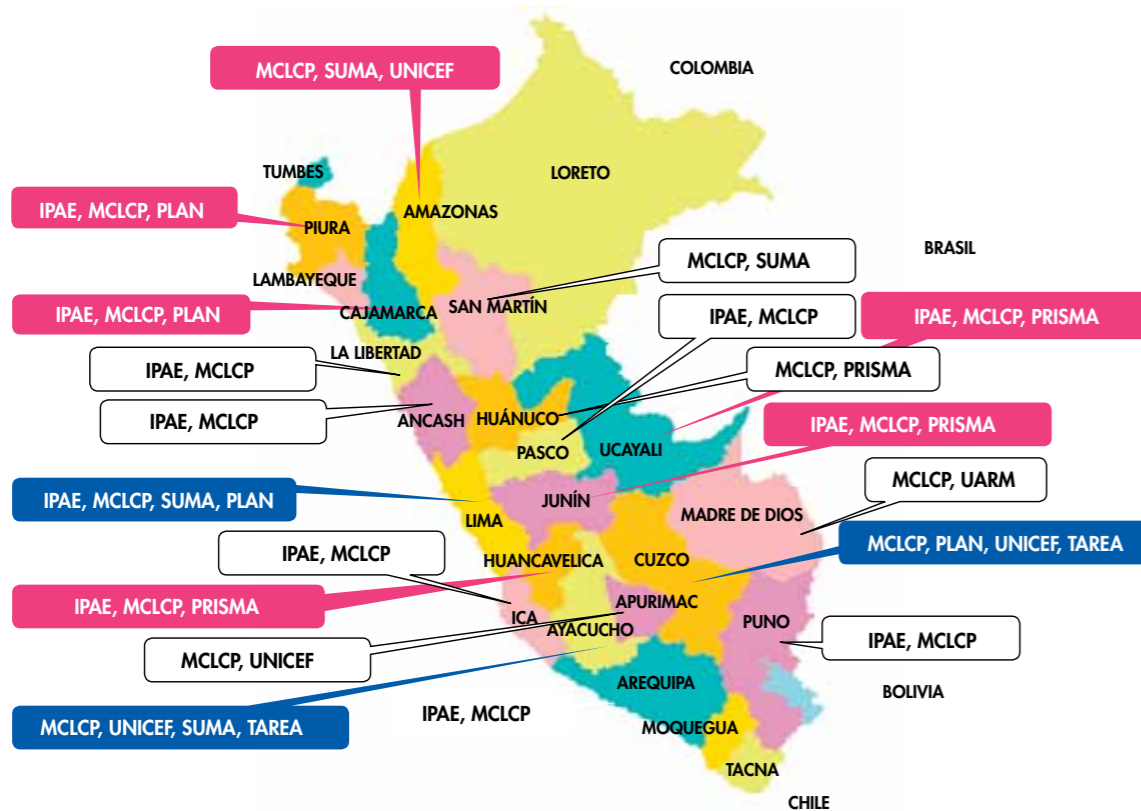 MCLCP, SUMA, UNICEF
COLOMBIA
TUMBES
LORETO
IPAE, MCLCP, PLAN
PIURA
AMAZONAS
BRASIL
MCLCP, SUMA
LAMBAYEQUE
SAN MARTÍN
IPAE, MCLCP, PLAN
CAJAMARCA
IPAE, MCLCP
IPAE, MCLCP, PRISMA
LA LIBERTAD
IPAE, MCLCP
MCLCP, PRISMA
IPAE, MCLCP
ANCASH
HUÁNUCO
IPAE, MCLCP, PRISMA
PASCO
UCAYALI
IPAE, MCLCP, SUMA, PLAN
JUNÍN
MCLCP, UARM
LIMA
MADRE DE DIOS
IPAE, MCLCP
HUANCAVELICA
CUZCO
MCLCP, PLAN, UNICEF, TAREA
IPAE, MCLCP, PRISMA
ICA
APURIMAC
AYACUCHO
PUNO
IPAE, MCLCP
MCLCP, UNICEF
AREQUIPA
BOLIVIA
MCLCP, UNICEF, SUMA, TAREA
IPAE, MCLCP
MOQUEGUA
TACNA
CHILE